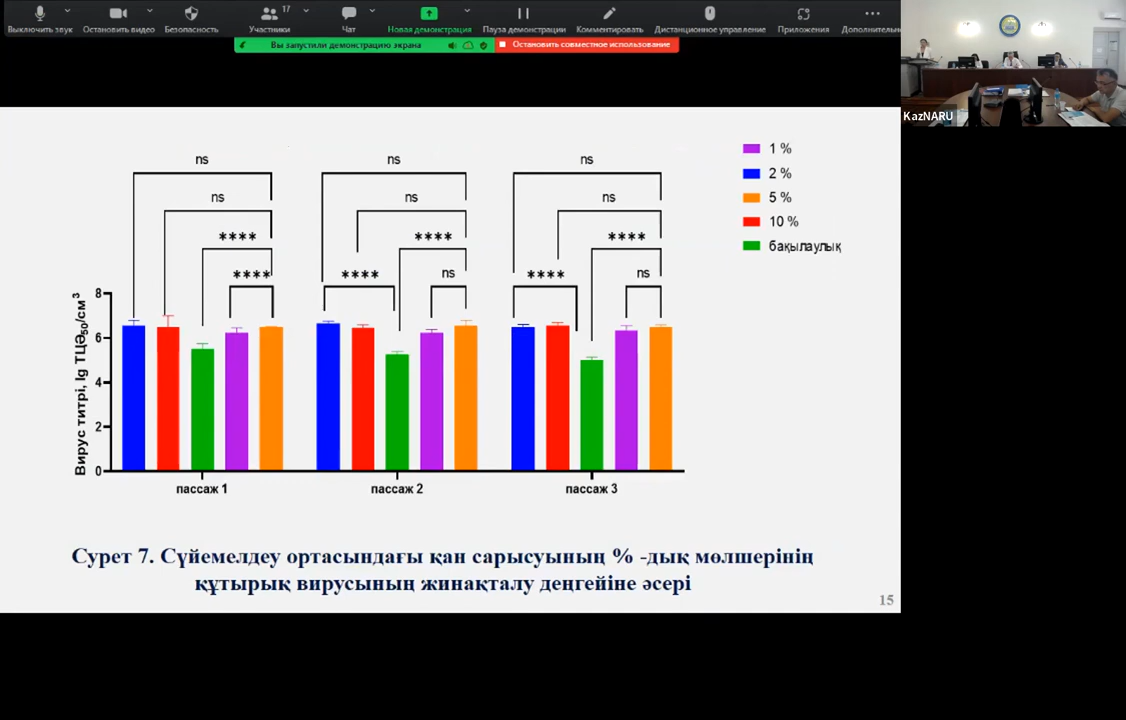 Выключить звук
Остановить видео
Безопасность
Участники
17
Чат
Новая демонстрация
Пауза демонстрации
Комментировать
Дистанционное управление
Приложения
Дополнительн
Вы запустили демонстрацию экрана
Остановить совместное использование
KazNARU
1 %
2 %
5 %
10 %
бақылаулық
ns
ns
ns
ns
ns
ns
**** **** ****
**** **** ns **** ns
Вирус титрі, lg ТЦӘ50/см³
8
6
4
2
0
пассаж 1
пассаж 2
пассаж 3
Сурет 7. Сүйемелдеу ортасындағы қан сарысуының % -дық мөлшерінің
құтырық вирусының жинақталу деңгейіне әсері
15